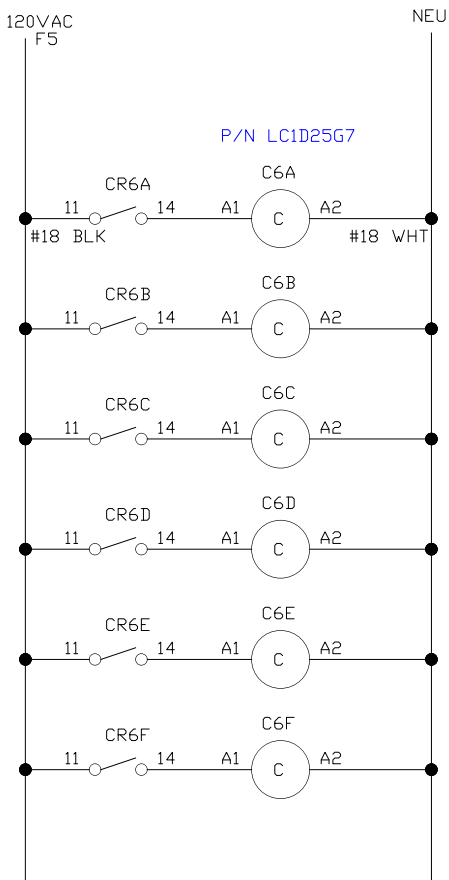 120VAC
F5
NEU
P/N LC1D25G7
CR6A
C6A
11 14 A1 C A2
#18 BLK #18 WHT
CR6B
C6B
11 14 A1 C A2
CR6C
C6C
11 14 A1 C A2
CR6D
C6D
11 14 A1 C A2
CR6E
C6E
11 14 A1 C A2
CR6F
C6F
11 14 A1 C A2